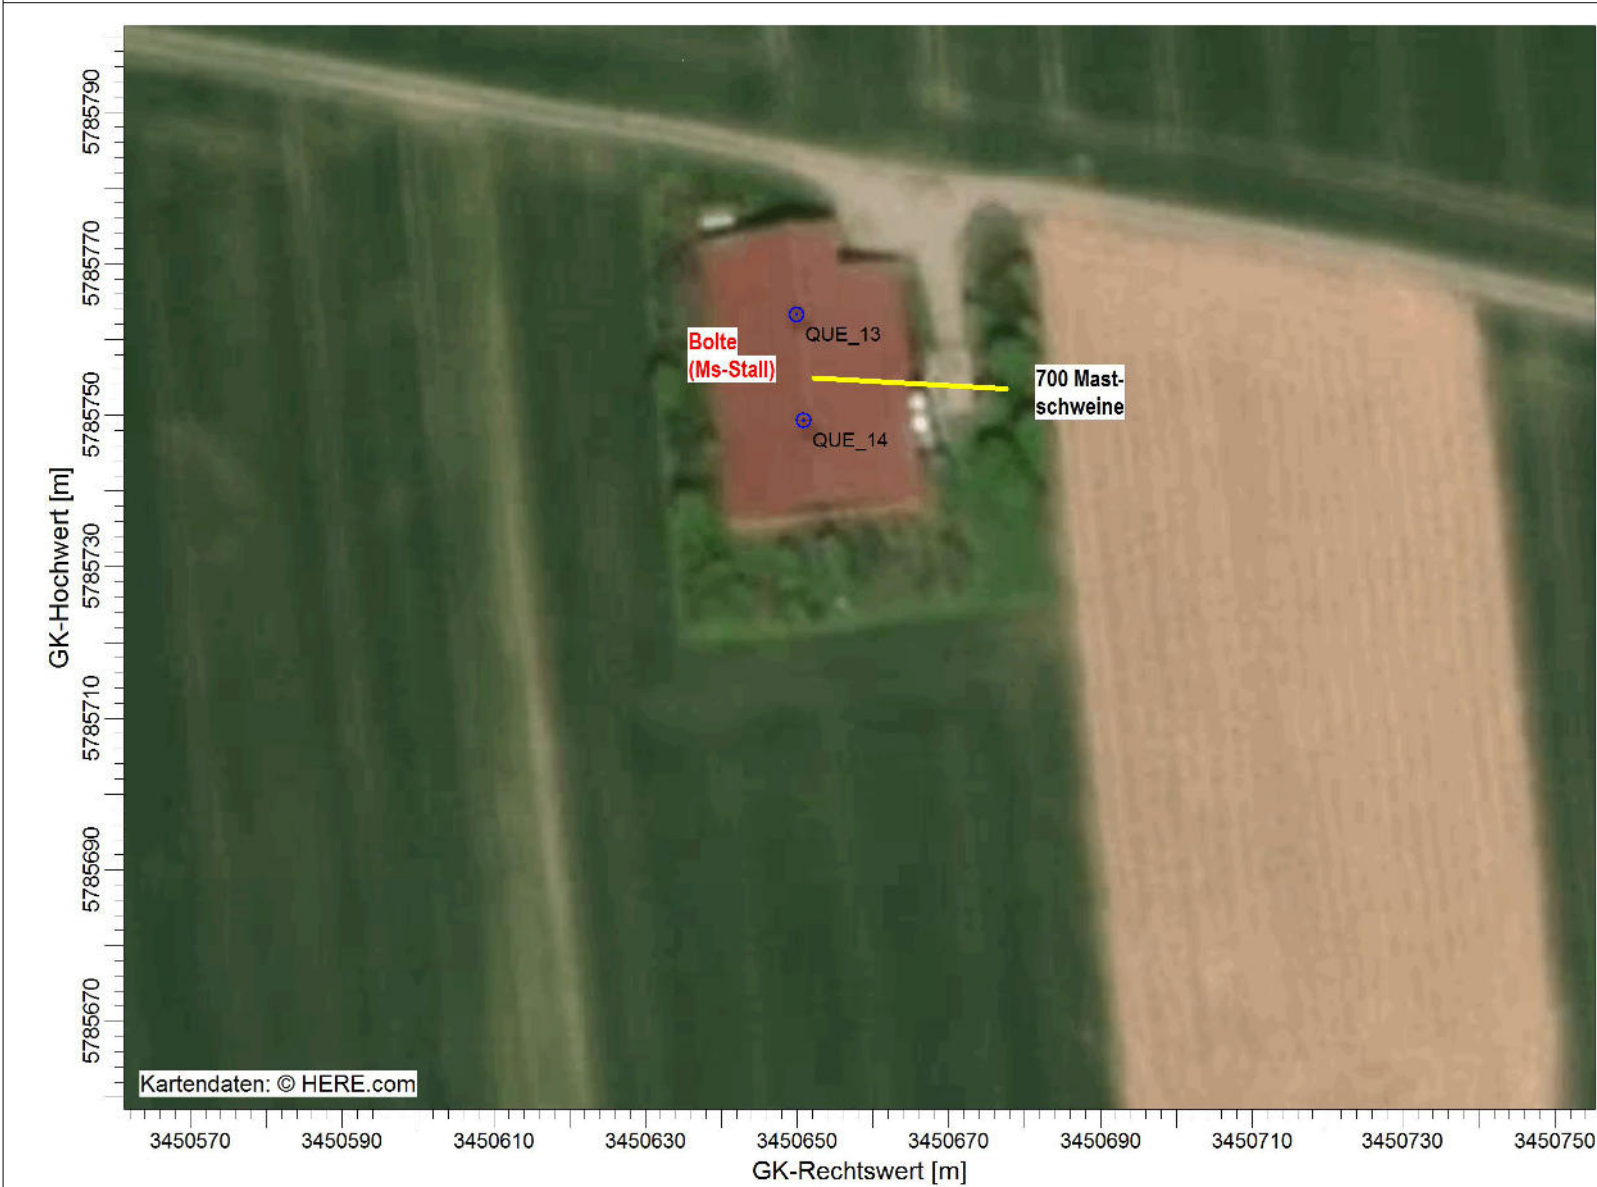 5785790
5785770
5785750
5785730
5785710
5785690
5785670
GK-Hochwert [m]
QUE_13
Bolte
(Ms-Stall)
700 Mast-
schweine
QUE_14
Kartendaten: © HERE.com
3450570 3450590 3450610 3450630 3450650 3450670 3450690 3450710 3450730 3450750
GK-Rechtswert [m]